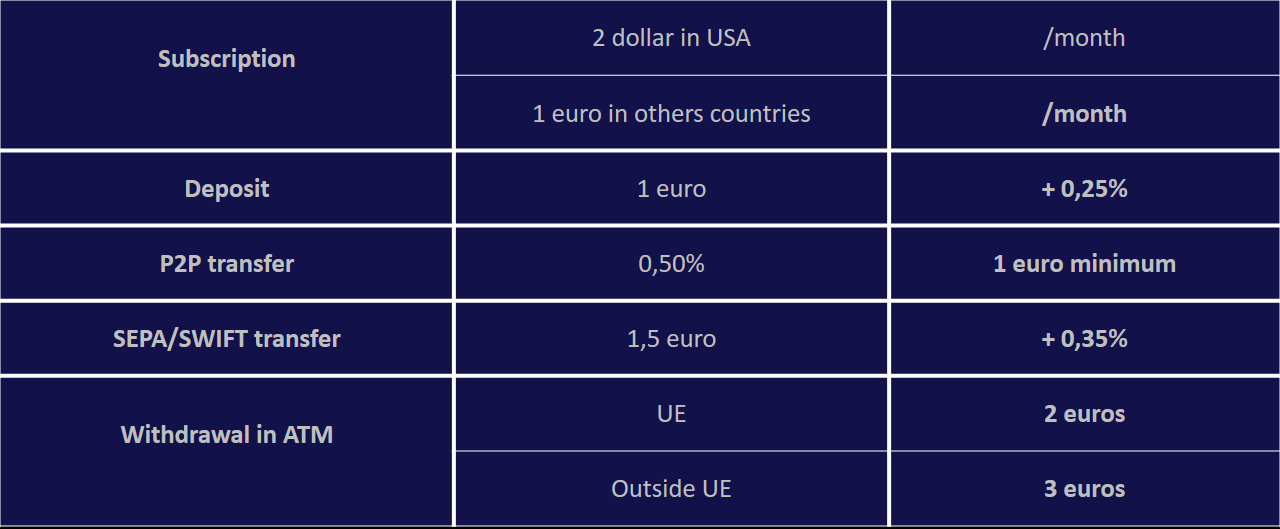 Subscription
2 dollar in USA
/month
1 euro in others countries
/month
Deposit
1 euro
+ 0,25%
P2P transfer
0,50%
1 euro minimum
SEPA/SWIFT transfer
1,5 euro
+ 0,35%
Withdrawal in ATM
UE
2 euros
Outside UE
3 euros